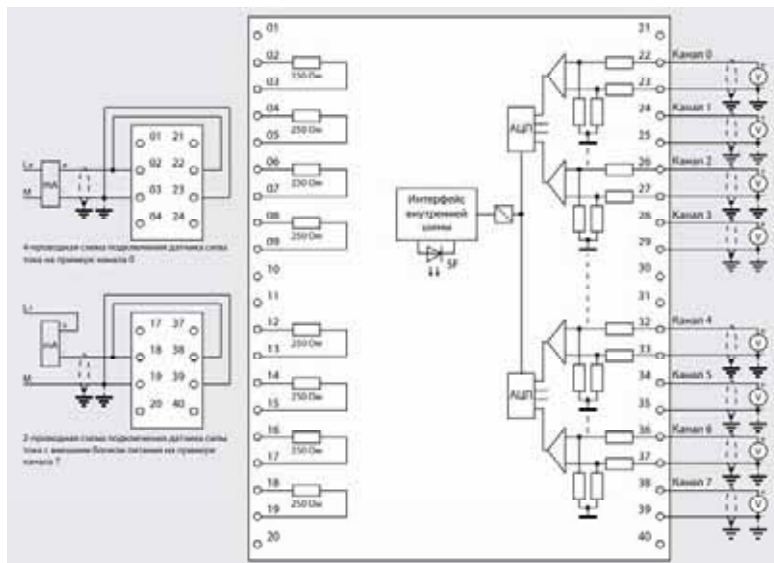 01 21
02 22
03 23
04 24
L+
+
mA
M
4-проводная схема подключения датчика силы
тока на примере канала 0
17 37
18 38
19 39
20 40
L+
+
mA
M
2-проводная схема подключения датчика силы
тока с внешним блоком питания на примере
канала 7
01
02
250 Ом
03
04
250 Ом
05
06
250 Ом
07
08
250 Ом
09
10
11
12
250 Ом
13
14
250 Ом
15
16
250 Ом
17
18
250 Ом
19
20
Интерфейс
внутренней
шины
SF
АЦП
АЦП
21
22 Канал 0
23
V
24 Канал 1
25
V
26 Канал 2
27
V
28 Канал 3
29
V
30
31
32 Канал 4
33
V
34 Канал 5
35
V
36 Канал 6
37
V
38 Канал 7
39
V
40